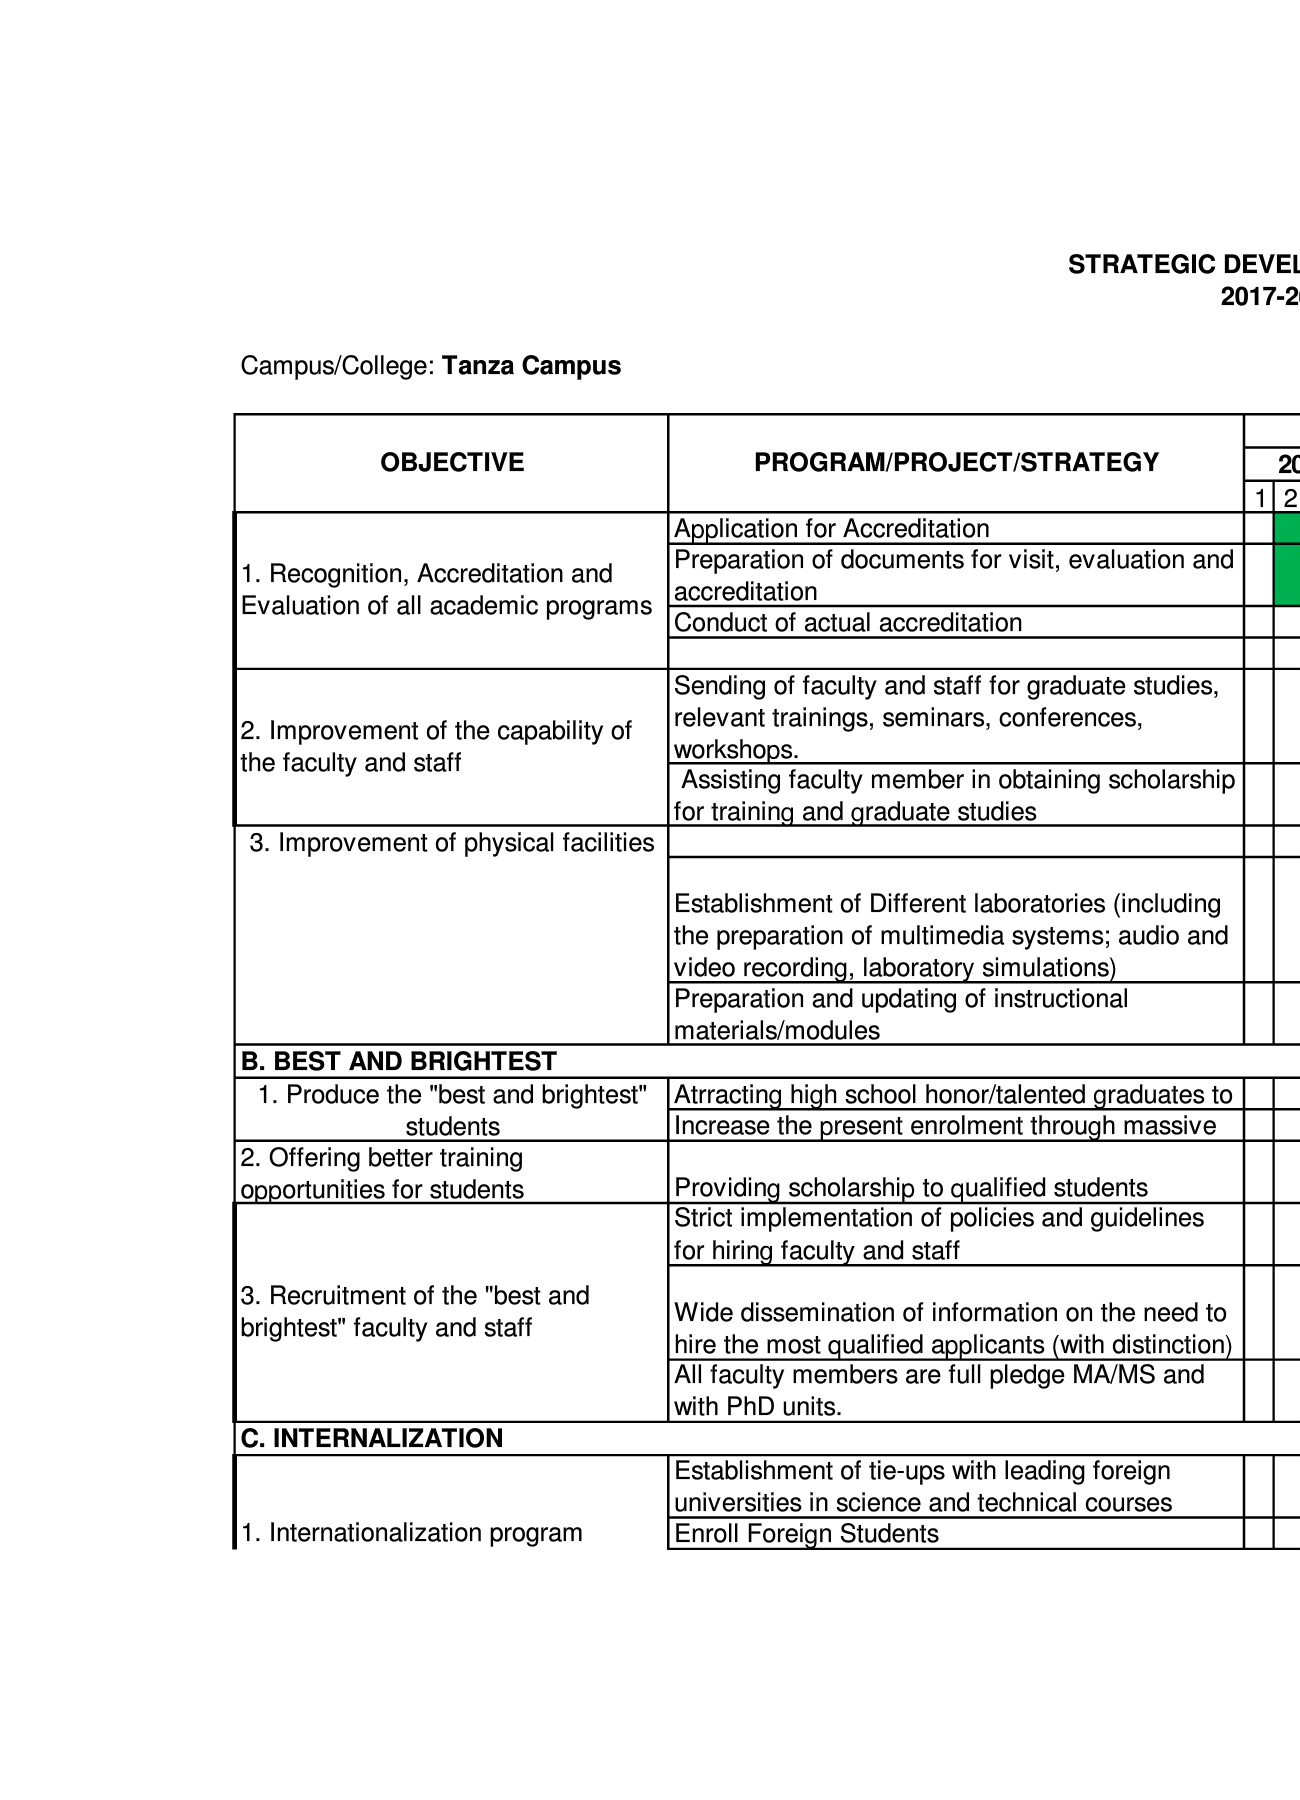 STRATEGIC DEVEL
2017-20
Campus/College: Tanza Campus
OBJECTIVE
PROGRAM/PROJECT/STRATEGY
20
1 2
1. Recognition, Accreditation and
Evaluation of all academic programs
Application for Accreditation
Preparation of documents for visit, evaluation and
accreditation
Conduct of actual accreditation
2. Improvement of the capability of
the faculty and staff
Sending of faculty and staff for graduate studies,
relevant trainings, seminars, conferences,
workshops.
Assisting faculty member in obtaining scholarship
for training and graduate studies
3. Improvement of physical facilities
Establishment of Different laboratories (including
the preparation of multimedia systems; audio and
video recording, laboratory simulations)
Preparation and updating of instructional
materials/modules
B. BEST AND BRIGHTEST
1. Produce the "best and brightest"
students
Atrracting high school honor/talented graduates to
Increase the present enrolment through massive
2. Offering better training
opportunities for students
Providing scholarship to qualified students
3. Recruitment of the "best and
brightest" faculty and staff
Strict implementation of policies and guidelines
for hiring faculty and staff
Wide dissemination of information on the need to
hire the most qualified applicants (with distinction)
All faculty members are full pledge MA/MS and
with PhD units.
C. INTERNALIZATION
1. Internationalization program
Establishment of tie-ups with leading foreign
universities in science and technical courses
Enroll Foreign Students